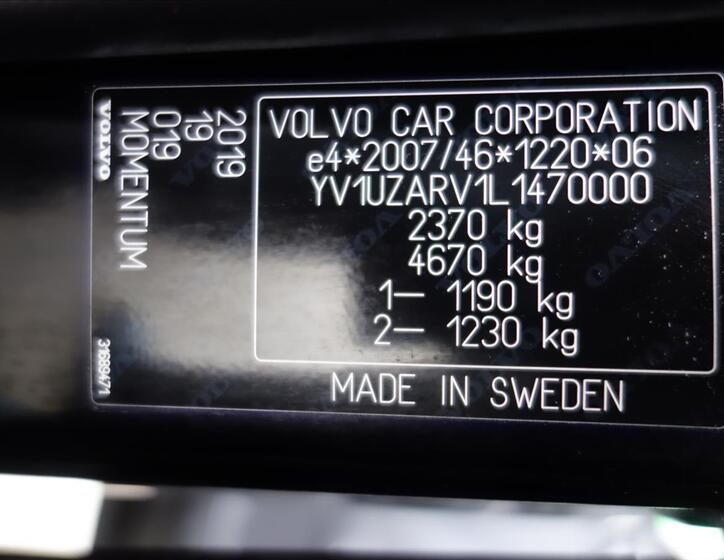 VOLVO CAR CORPORATION
e4*2007/46*1220*06
YV1UZARV1L1470000
2370 kg
4670 kg
1– 1190 kg
2– 1230 kg
MADE IN SWEDEN
2019
19
019
MOMENTUM
VOLVO
31689471